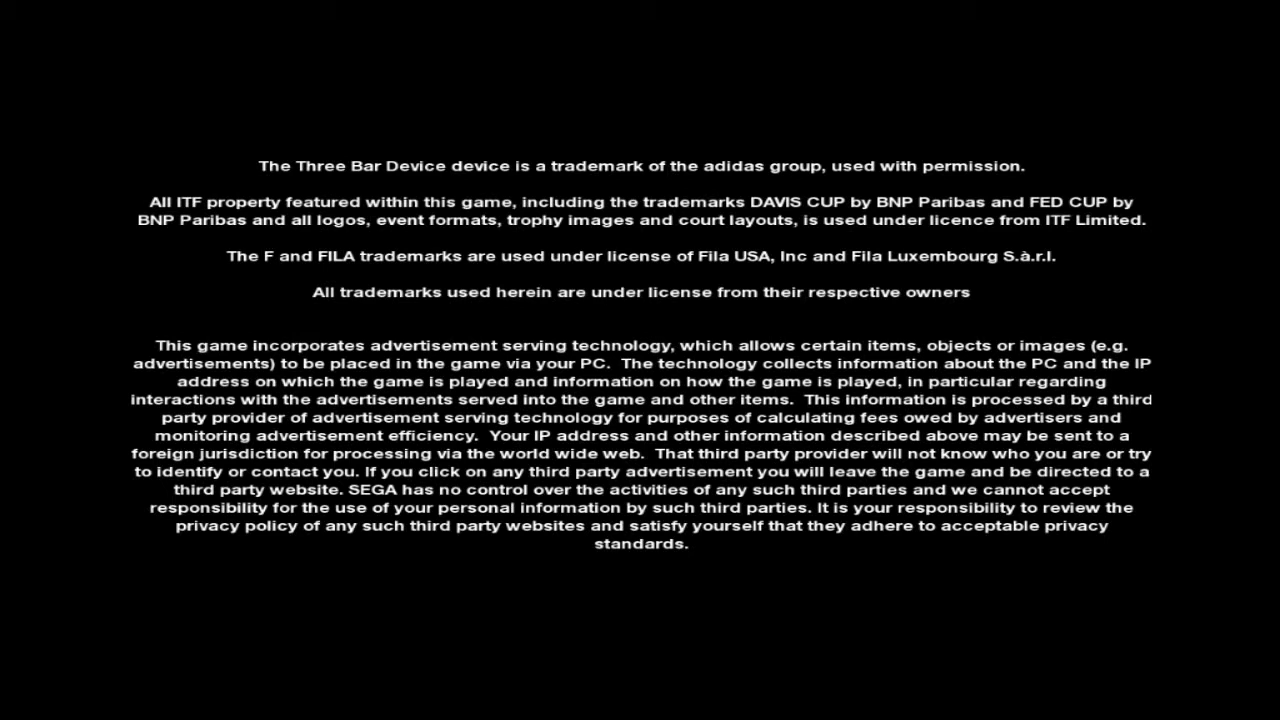 The Three Bar Device device is a trademark of the adidas group, used with permission.
All ITF property featured within this game, including the trademarks DAVIS CUP by BNP Paribas and FED CUP by
BNP Paribas and all logos, event formats, trophy images and court layouts, is used under licence from ITF Limited.
The F and FILA trademarks are used under license of Fila USA, Inc and Fila Luxembourg S.à.r.l.
All trademarks used herein are under license from their respective owners
This game incorporates advertisement serving technology, which allows certain items, objects or images (e.g.
advertisements) to be placed in the game via your PC.  The technology collects information about the PC and the IP
address on which the game is played and information on how the game is played, in particular regarding
interactions with the advertisements served into the game and other items.  This information is processed by a third
party provider of advertisement serving technology for purposes of calculating fees owed by advertisers and
monitoring advertisement efficiency.  Your IP address and other information described above may be sent to a
foreign jurisdiction for processing via the world wide web.  That third party provider will not know who you are or try
to identify or contact you. If you click on any third party advertisement you will leave the game and be directed to a
third party website. SEGA has no control over the activities of any such third parties and we cannot accept
responsibility for the use of your personal information by such third parties. It is your responsibility to review the
privacy policy of any such third party websites and satisfy yourself that they adhere to acceptable privacy
standards.